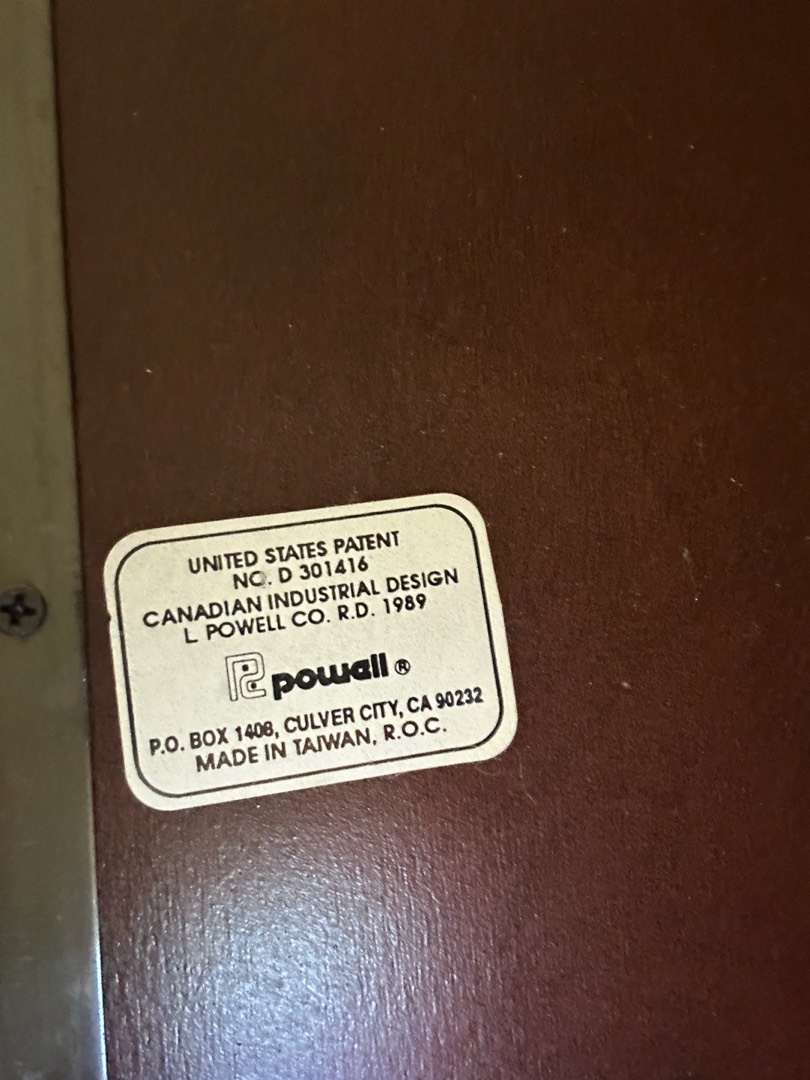 UNITED STATES PATENT
NO. D 301416
CANADIAN INDUSTRIAL DESIGN
L. POWELL CO. R.D. 1989
powell ®
P.O. BOX 1408, CULVER CITY, CA 90232
MADE IN TAIWAN, R.O.C.